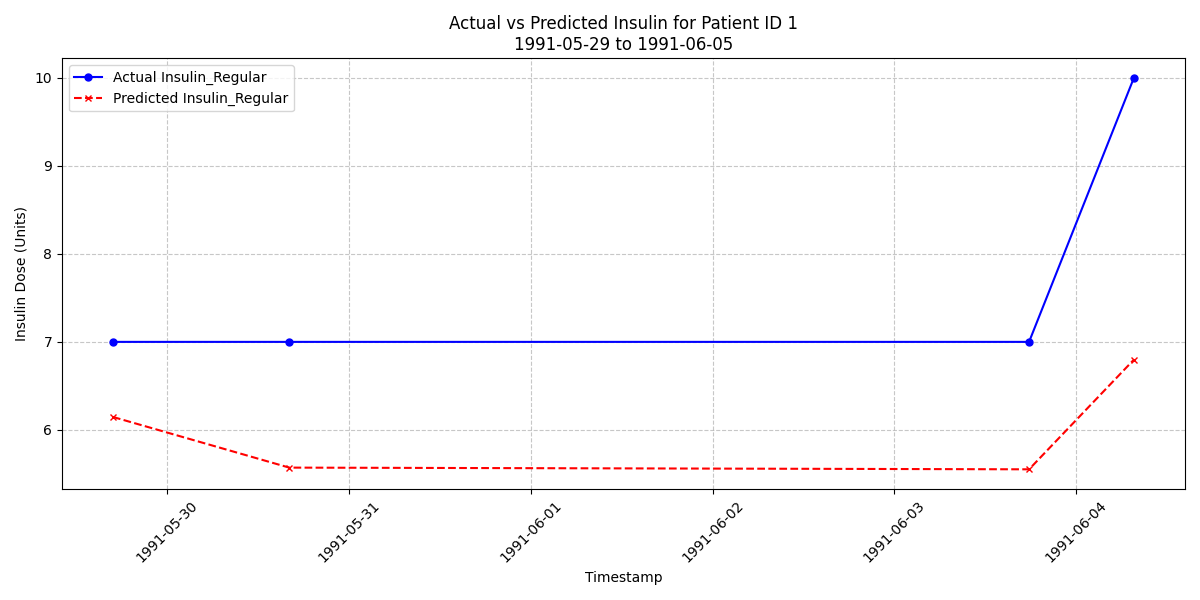 Actual vs Predicted Insulin for Patient ID 1
1991-05-29 to 1991-06-05
Actual Insulin_Regular
Predicted Insulin_Regular
Insulin Dose (Units)
10
9
8
7
6
1991-05-30
1991-05-31
1991-06-01
1991-06-02
1991-06-03
1991-06-04
Timestamp